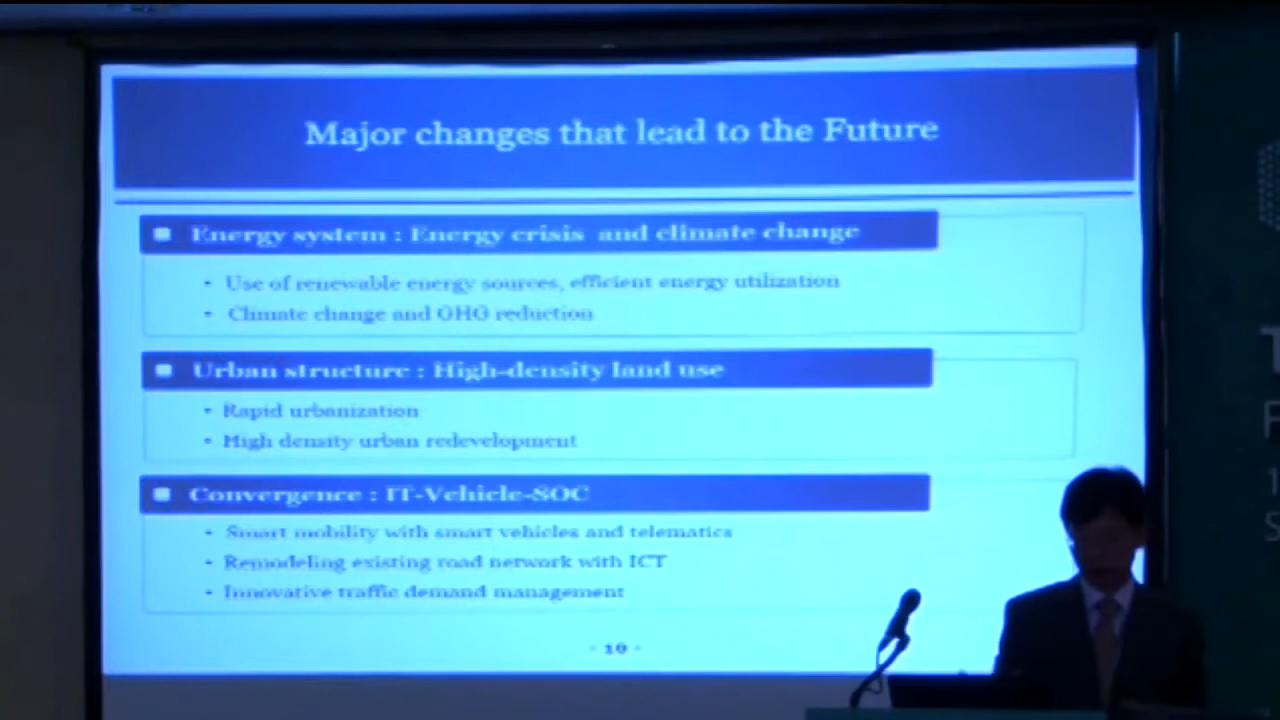 Major changes that lead to the Future
Energy system : Energy crisis and climate change
• Use of renewable energy sources, efficient energy utilization
• Climate change and GHG reduction
Urban structure : High-density land use
• Rapid urbanization
• High density urban redevelopment
Convergence : IT-Vehicle-SOC
• Smart mobility with smart vehicles and telematics
• Remodeling existing road network with ICT
• Innovative traffic demand management
- 10 -